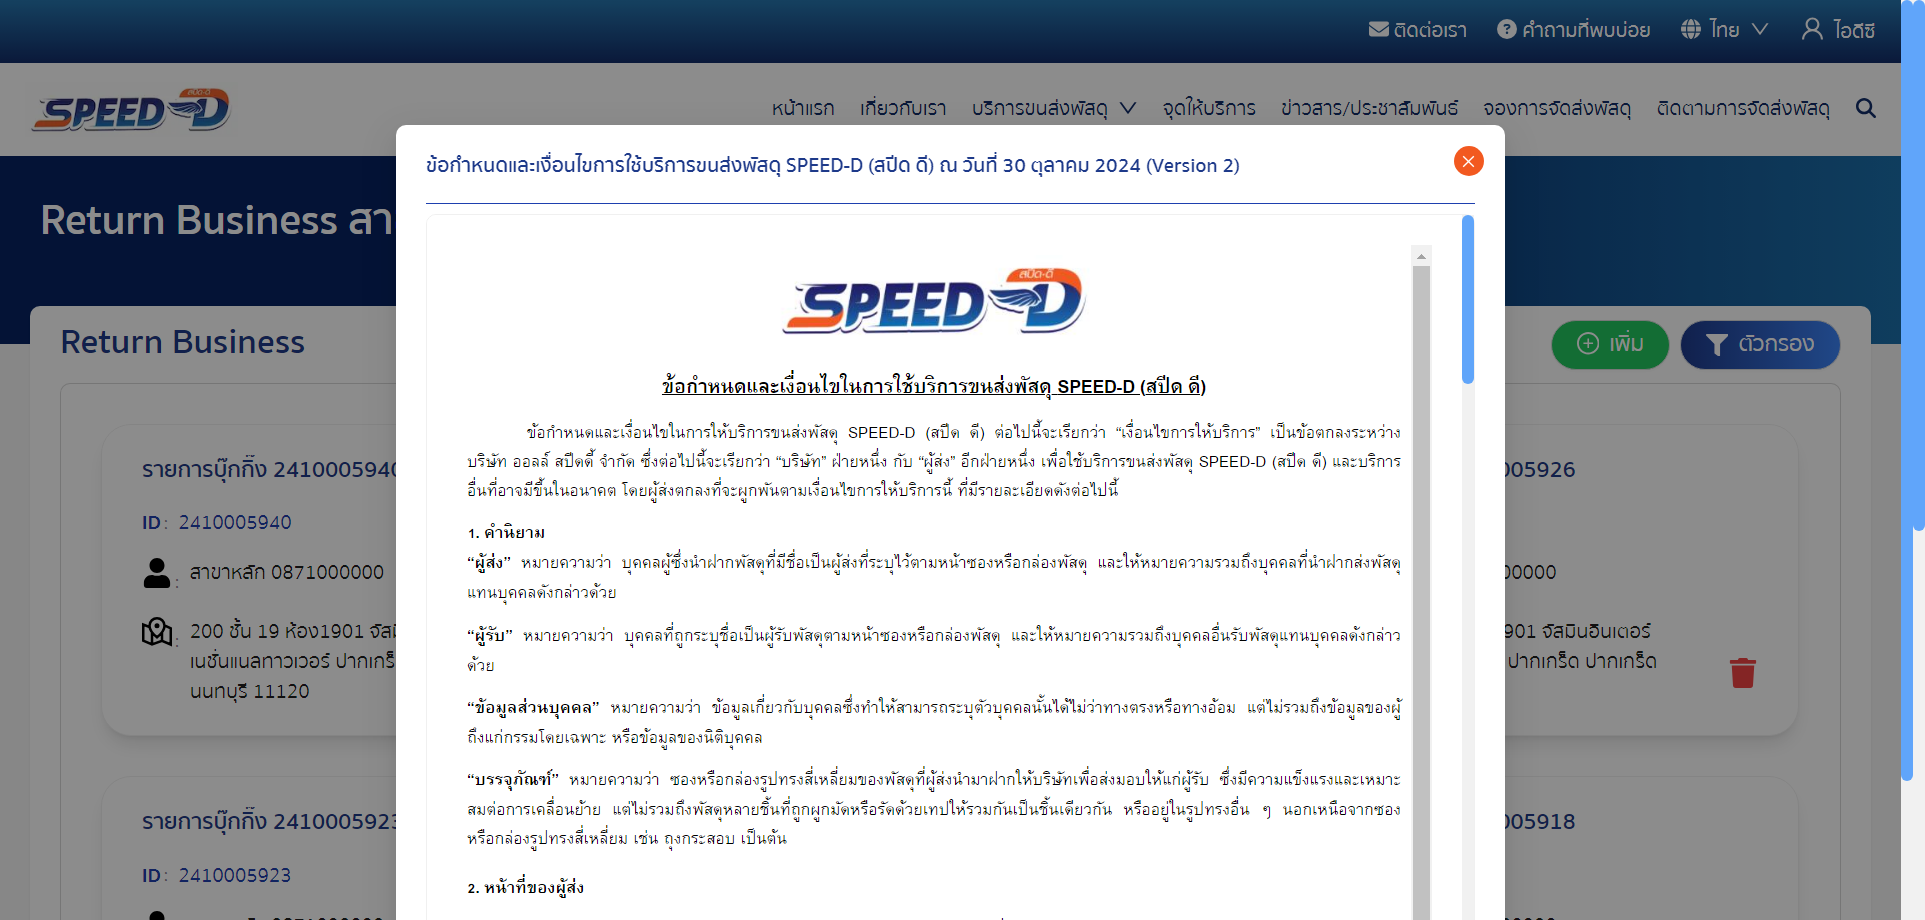 ติดต่อเรา คำถามที่พบบ่อย ไทย ไอดีซี
สปีด-ดี
SPEED-D
หน้าแรก เกี่ยวกับเรา บริการขนส่งพัสดุ จุดให้บริการ ข่าวสาร/ประชาสัมพันธ์ จองการจัดส่งพัสดุ ติดตามการจัดส่งพัสดุ
ข้อกำหนดและเงื่อนไขการใช้บริการขนส่งพัสดุ SPEED-D (สปีด ดี) ณ วันที่ 30 ตุลาคม 2024 (Version 2)
Return Business สา
สปีด-ดี
SPEED-D
Return Business
เพิ่ม ตัวกรอง
ข้อกำหนดและเงื่อนไขในการใช้บริการขนส่งพัสดุ SPEED-D (สปีด ดี)
ข้อกำหนดและเงื่อนไขในการให้บริการขนส่งพัสดุ SPEED-D (สปีด ดี) ต่อไปนี้จะเรียกว่า “เงื่อนไขการให้บริการ” เป็นข้อตกลงระหว่าง
บริษัท ออลล์ สปีดดี้ จำกัด ซึ่งต่อไปนี้จะเรียกว่า “บริษัท” ฝ่ายหนึ่ง กับ “ผู้ส่ง” อีกฝ่ายหนึ่ง เพื่อใช้บริการขนส่งพัสดุ SPEED-D (สปีด ดี) และบริการ
อื่นที่อาจมีขึ้นในอนาคต โดยผู้ส่งตกลงที่จะผูกพันตามเงื่อนไขการให้บริการนี้ ที่มีรายละเอียดดังต่อไปนี้
1. คำนิยาม
“ผู้ส่ง” หมายความว่า บุคคลผู้ซึ่งนำฝากพัสดุที่มีชื่อเป็นผู้ส่งที่ระบุไว้ตามหน้าซองหรือกล่องพัสดุ และให้หมายความรวมถึงบุคคลที่นำฝากส่งพัสดุ
แทนบุคคลดังกล่าวด้วย
“ผู้รับ” หมายความว่า บุคคลที่ถูกระบุชื่อเป็นผู้รับพัสดุตามหน้าซองหรือกล่องพัสดุ และให้หมายความรวมถึงบุคคลอื่นรับพัสดุแทนบุคคลดังกล่าว
ด้วย
“ข้อมูลส่วนบุคคล” หมายความว่า ข้อมูลเกี่ยวกับบุคคลซึ่งทำให้สามารถระบุตัวบุคคลนั้นได้ไม่ว่าทางตรงหรือทางอ้อม แต่ไม่รวมถึงข้อมูลของผู้
ถึงแก่กรรมโดยเฉพาะ หรือข้อมูลของนิติบุคคล
“บรรจุภัณฑ์” หมายความว่า ซองหรือกล่องรูปทรงสี่เหลี่ยมของพัสดุที่ผู้ส่งนำมาฝากให้บริษัทเพื่อส่งมอบให้แก่ผู้รับ ซึ่งมีความแข็งแรงและเหมาะ
สมต่อการเคลื่อนย้าย แต่ไม่รวมถึงพัสดุหลายชิ้นที่ถูกผูกมัดหรือรัดด้วยเทปให้รวมกันเป็นชิ้นเดียวกัน หรืออยู่ในรูปทรงอื่น ๆ นอกเหนือจากซอง
หรือกล่องรูปทรงสี่เหลี่ยม เช่น ถุงกระสอบ เป็นต้น
2. หน้าที่ของผู้ส่ง
รายการบุ๊กกิ้ง 2410005940
ID : 2410005940
: สาขาหลัก 0871000000
: 200 ชั้น 19 ห้อง1901 จัสมิ
เนชั่นแนลทาวเวอร์ ปากเกร็
นนทบุรี 11120
005926
00000
901 จัสมินอินเตอร์
ปากเกร็ด ปากเกร็ด
รายการบุ๊กกิ้ง 2410005923
ID : 2410005923
005918